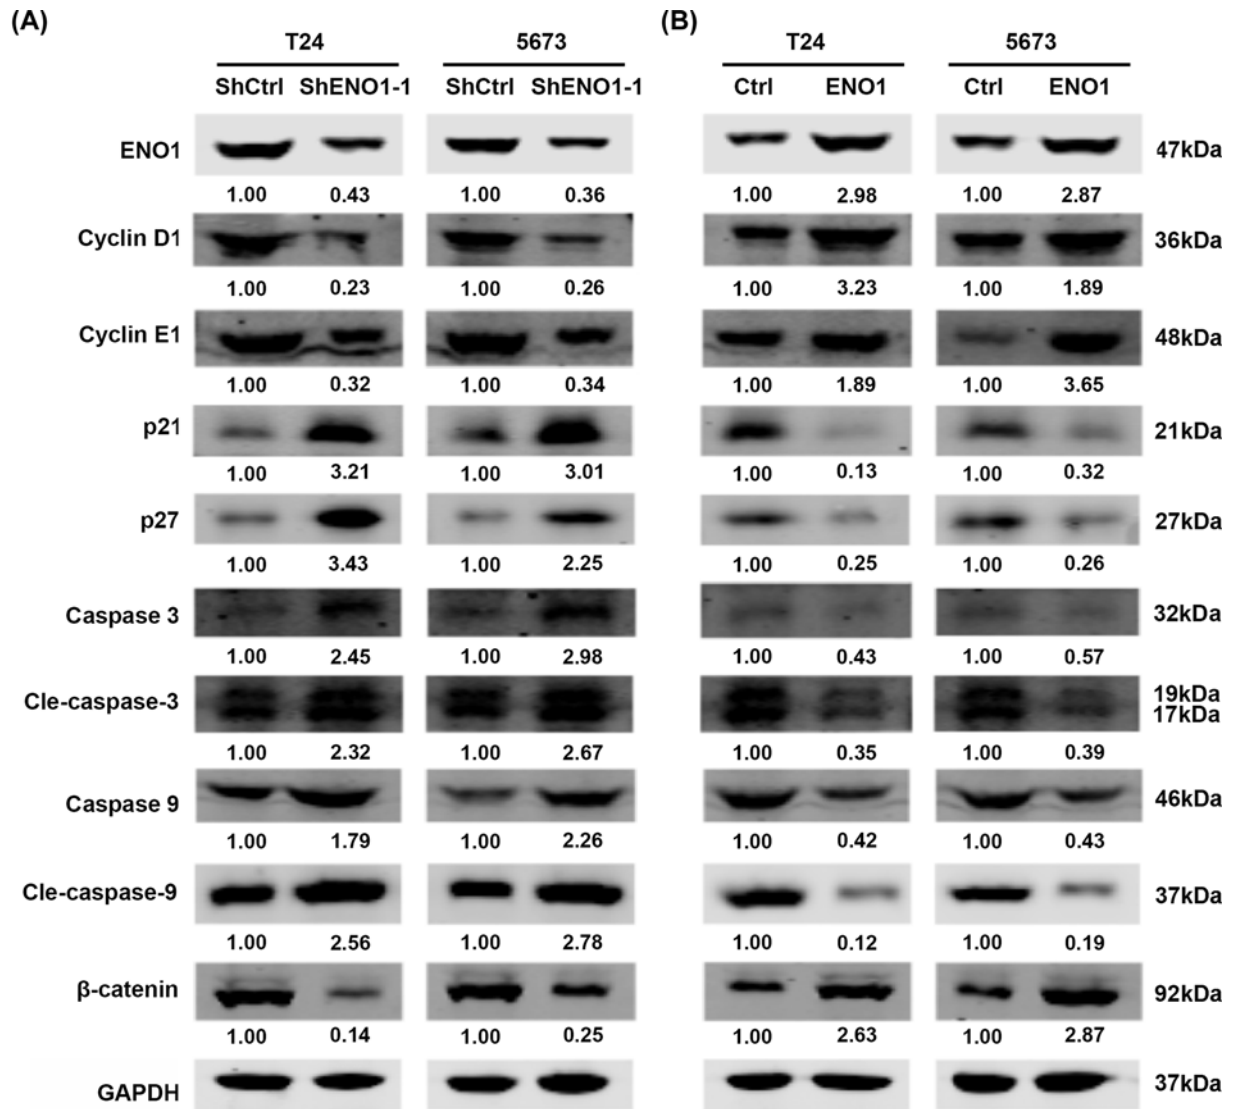 (A) (B)
T24 5673 T24 5673
ShCtrl ShENO1-1 ShCtrl ShENO1-1 Ctrl ENO1 Ctrl ENO1
ENO1 47kDa
1.00 0.43 1.00 0.36 1.00 2.98 1.00 2.87
Cyclin D1 36kDa
1.00 0.23 1.00 0.26 1.00 3.23 1.00 1.89
Cyclin E1 48kDa
1.00 0.32 1.00 0.34 1.00 1.89 1.00 3.65
p21 21kDa
1.00 3.21 1.00 3.01 1.00 0.13 1.00 0.32
p27 27kDa
1.00 3.43 1.00 2.25 1.00 0.25 1.00 0.26
Caspase 3 32kDa
1.00 2.45 1.00 2.98 1.00 0.43 1.00 0.57
Cle-caspase-3 19kDa
17kDa
1.00 2.32 1.00 2.67 1.00 0.35 1.00 0.39
Caspase 9 46kDa
1.00 1.79 1.00 2.26 1.00 0.42 1.00 0.43
Cle-caspase-9 37kDa
1.00 2.56 1.00 2.78 1.00 0.12 1.00 0.19
β-catenin 92kDa
1.00 0.14 1.00 0.25 1.00 2.63 1.00 2.87
GAPDH 37kDa